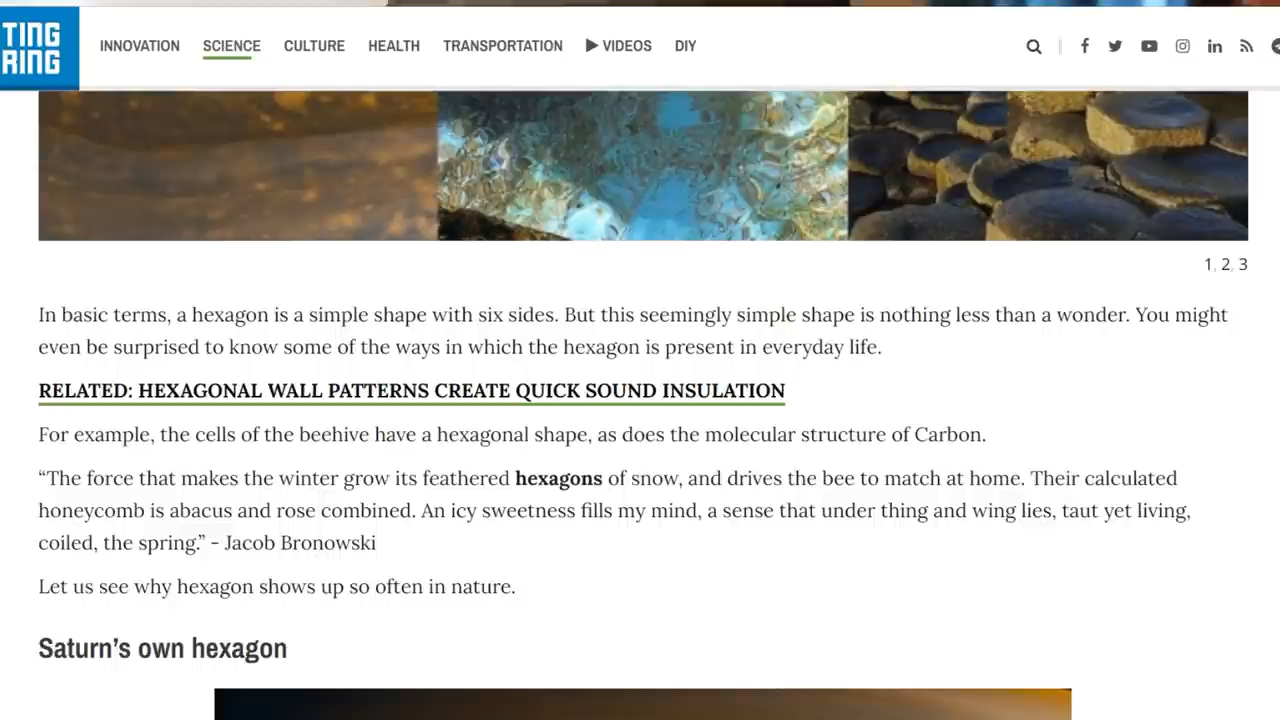 TING
RING
INNOVATION SCIENCE CULTURE HEALTH TRANSPORTATION VIDEOS DIY
1, 2, 3
In basic terms, a hexagon is a simple shape with six sides. But this seemingly simple shape is nothing less than a wonder. You might
even be surprised to know some of the ways in which the hexagon is present in everyday life.
RELATED: HEXAGONAL WALL PATTERNS CREATE QUICK SOUND INSULATION
For example, the cells of the beehive have a hexagonal shape, as does the molecular structure of Carbon.
“The force that makes the winter grow its feathered hexagons of snow, and drives the bee to match at home. Their calculated
honeycomb is abacus and rose combined. An icy sweetness fills my mind, a sense that under thing and wing lies, taut yet living,
coiled, the spring.” - Jacob Bronowski
Let us see why hexagon shows up so often in nature.
Saturn’s own hexagon